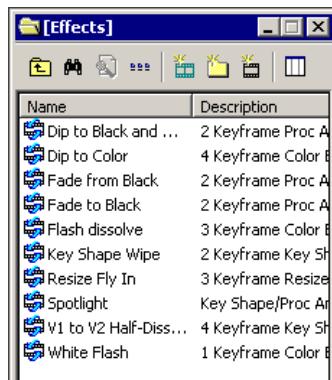 [Effects]
Name Description
Dip to Black and ... 2 Keyframe Proc A
Dip to Color 4 Keyframe Color E
Fade from Black 2 Keyframe Proc A
Fade to Black 2 Keyframe Proc A
Flash dissolve 3 Keyframe Color E
Key Shape Wipe 2 Keyframe Key Sh
Resize Fly In 3 Keyframe Resize
Spotlight Key Shape/Proc Am
V1 to V2 Half-Diss... 4 Keyframe Key Sh
White Flash 1 Keyframe Color E